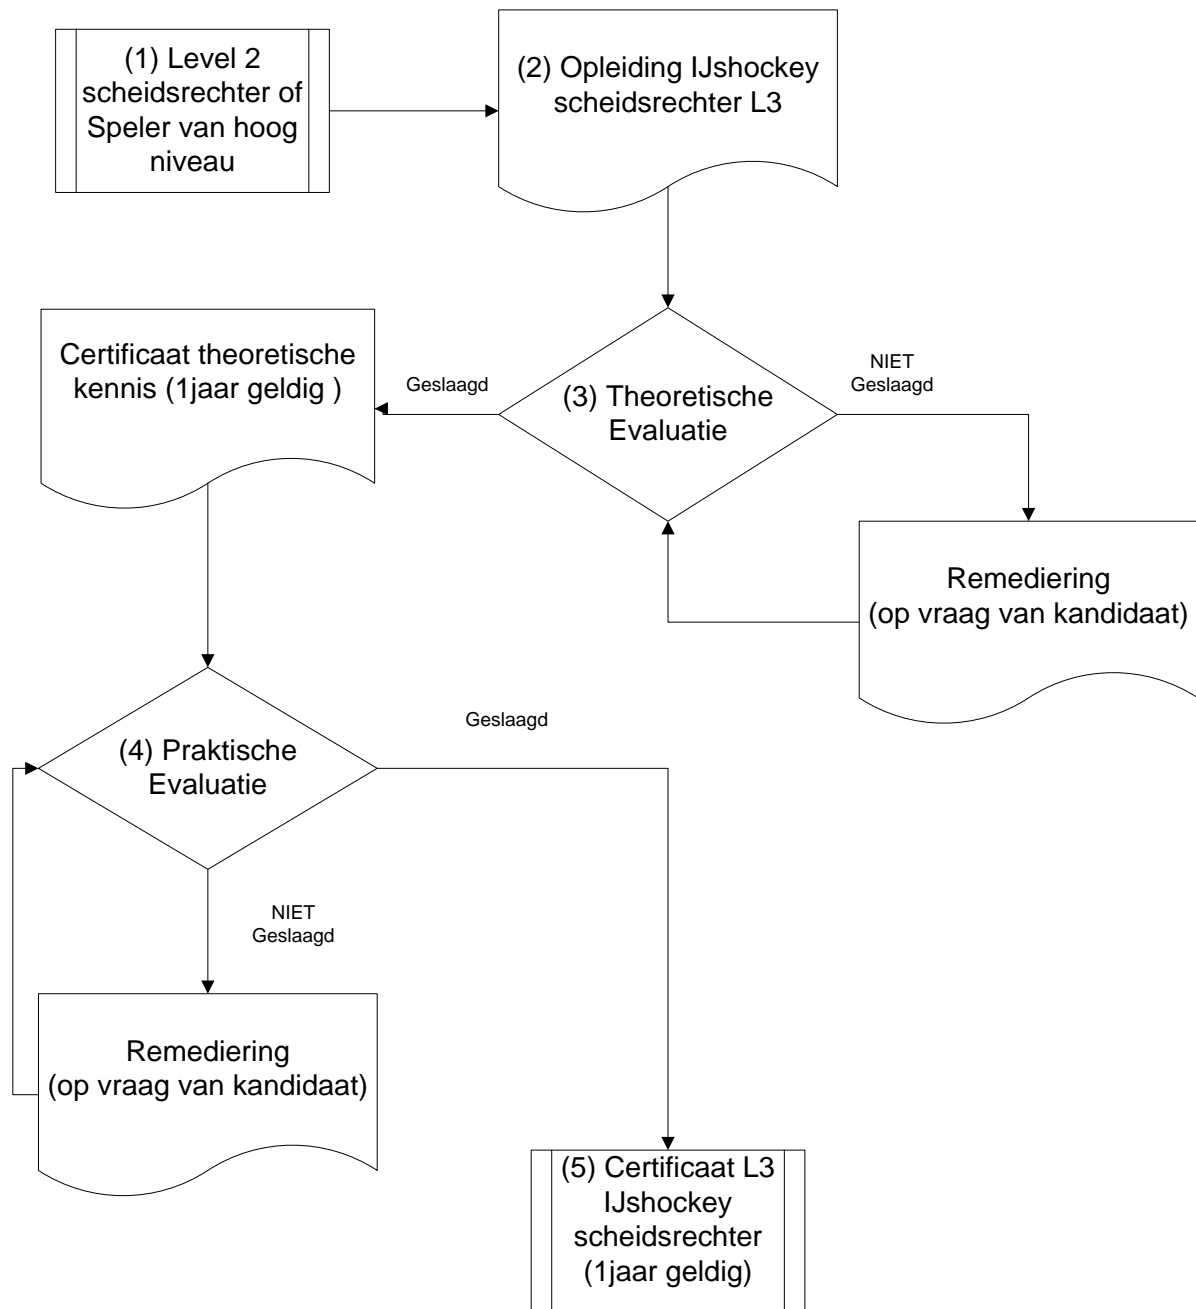 (1) Level 2
scheidsrechter of
Speler van hoog
niveau
(2) Opleiding IJshockey
scheidsrechter L3
Certificaat theoretische
kennis (1jaar geldig )
Geslaagd
(3) Theoretische
Evaluatie
NIET
Geslaagd
Remediering
(op vraag van kandidaat)
(4) Praktische
Evaluatie
Geslaagd
NIET
Geslaagd
Remediering
(op vraag van kandidaat)
(5) Certificaat L3
IJshockey
scheidsrechter
(1jaar geldig)